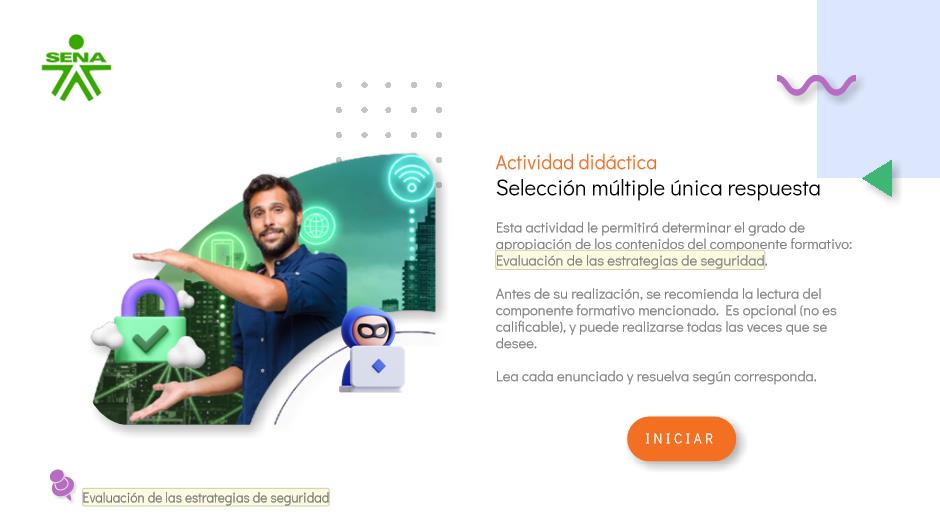 SENA
Actividad didáctica
Selección múltiple única respuesta
Esta actividad le permitirá determinar el grado de
apropiación de los contenidos del componente formativo:
Evaluación de las estrategias de seguridad.
Antes de su realización, se recomienda la lectura del
componente formativo mencionado. Es opcional (no es
calificable), y puede realizarse todas las veces que se
desee.
Lea cada enunciado y resuelva según corresponda.
INICIAR
Evaluación de las estrategias de seguridad